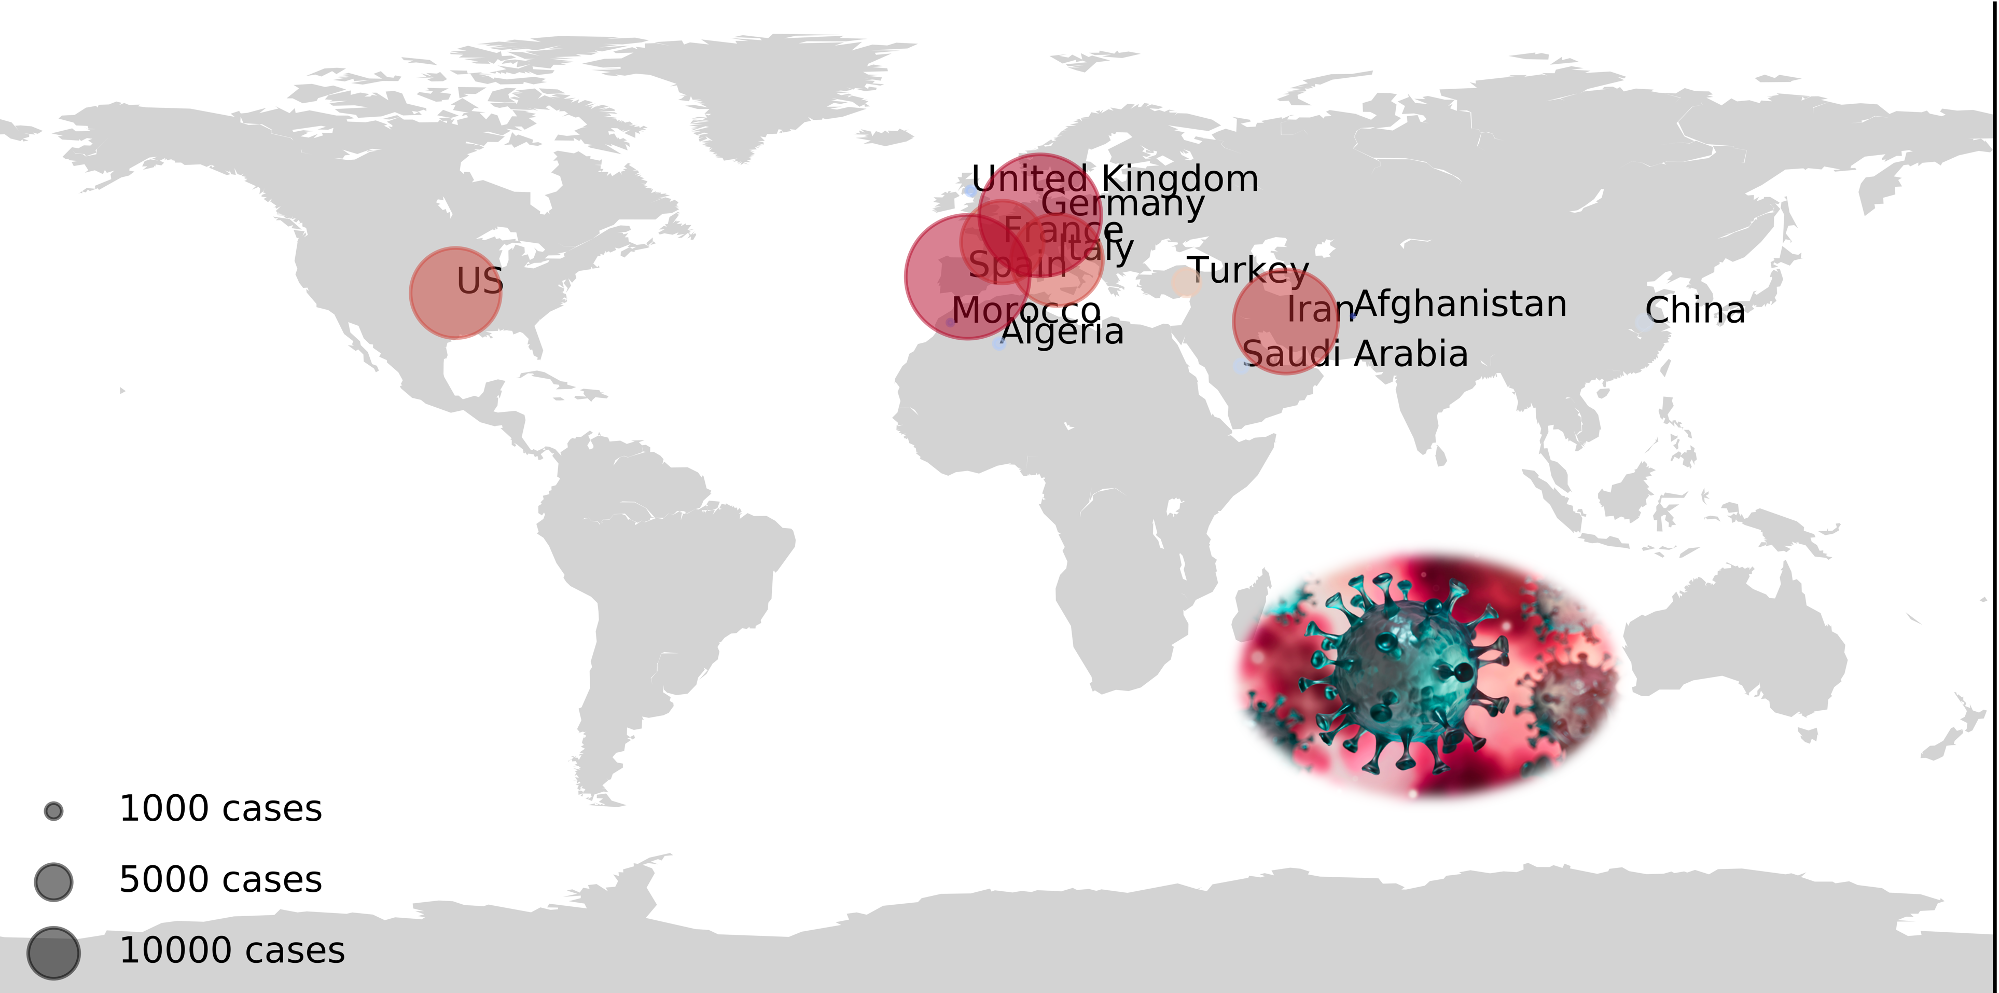 United Kingdom
Germany
France
Italy
Spain
Turkey
US
Iran
Afghanistan
China
Morocco
Algeria
Saudi Arabia
1000 cases
5000 cases
10000 cases